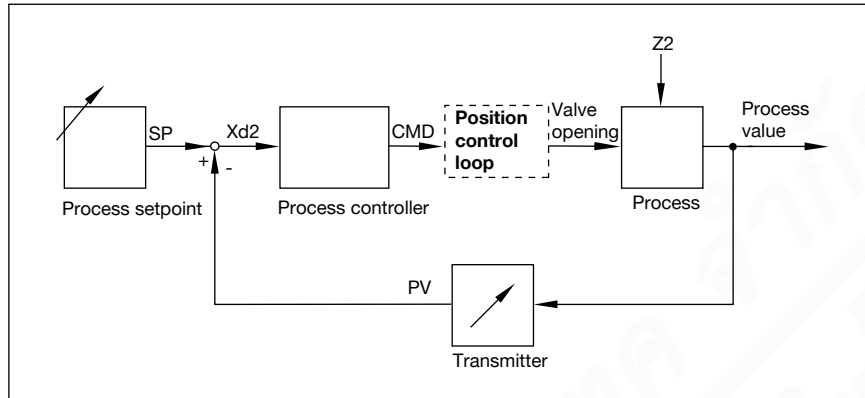 Z2
SP
Xd2
CMD
Position
control
loop
Valve
opening
Process
value
+
-
Process setpoint
Process controller
Process
PV
Transmitter